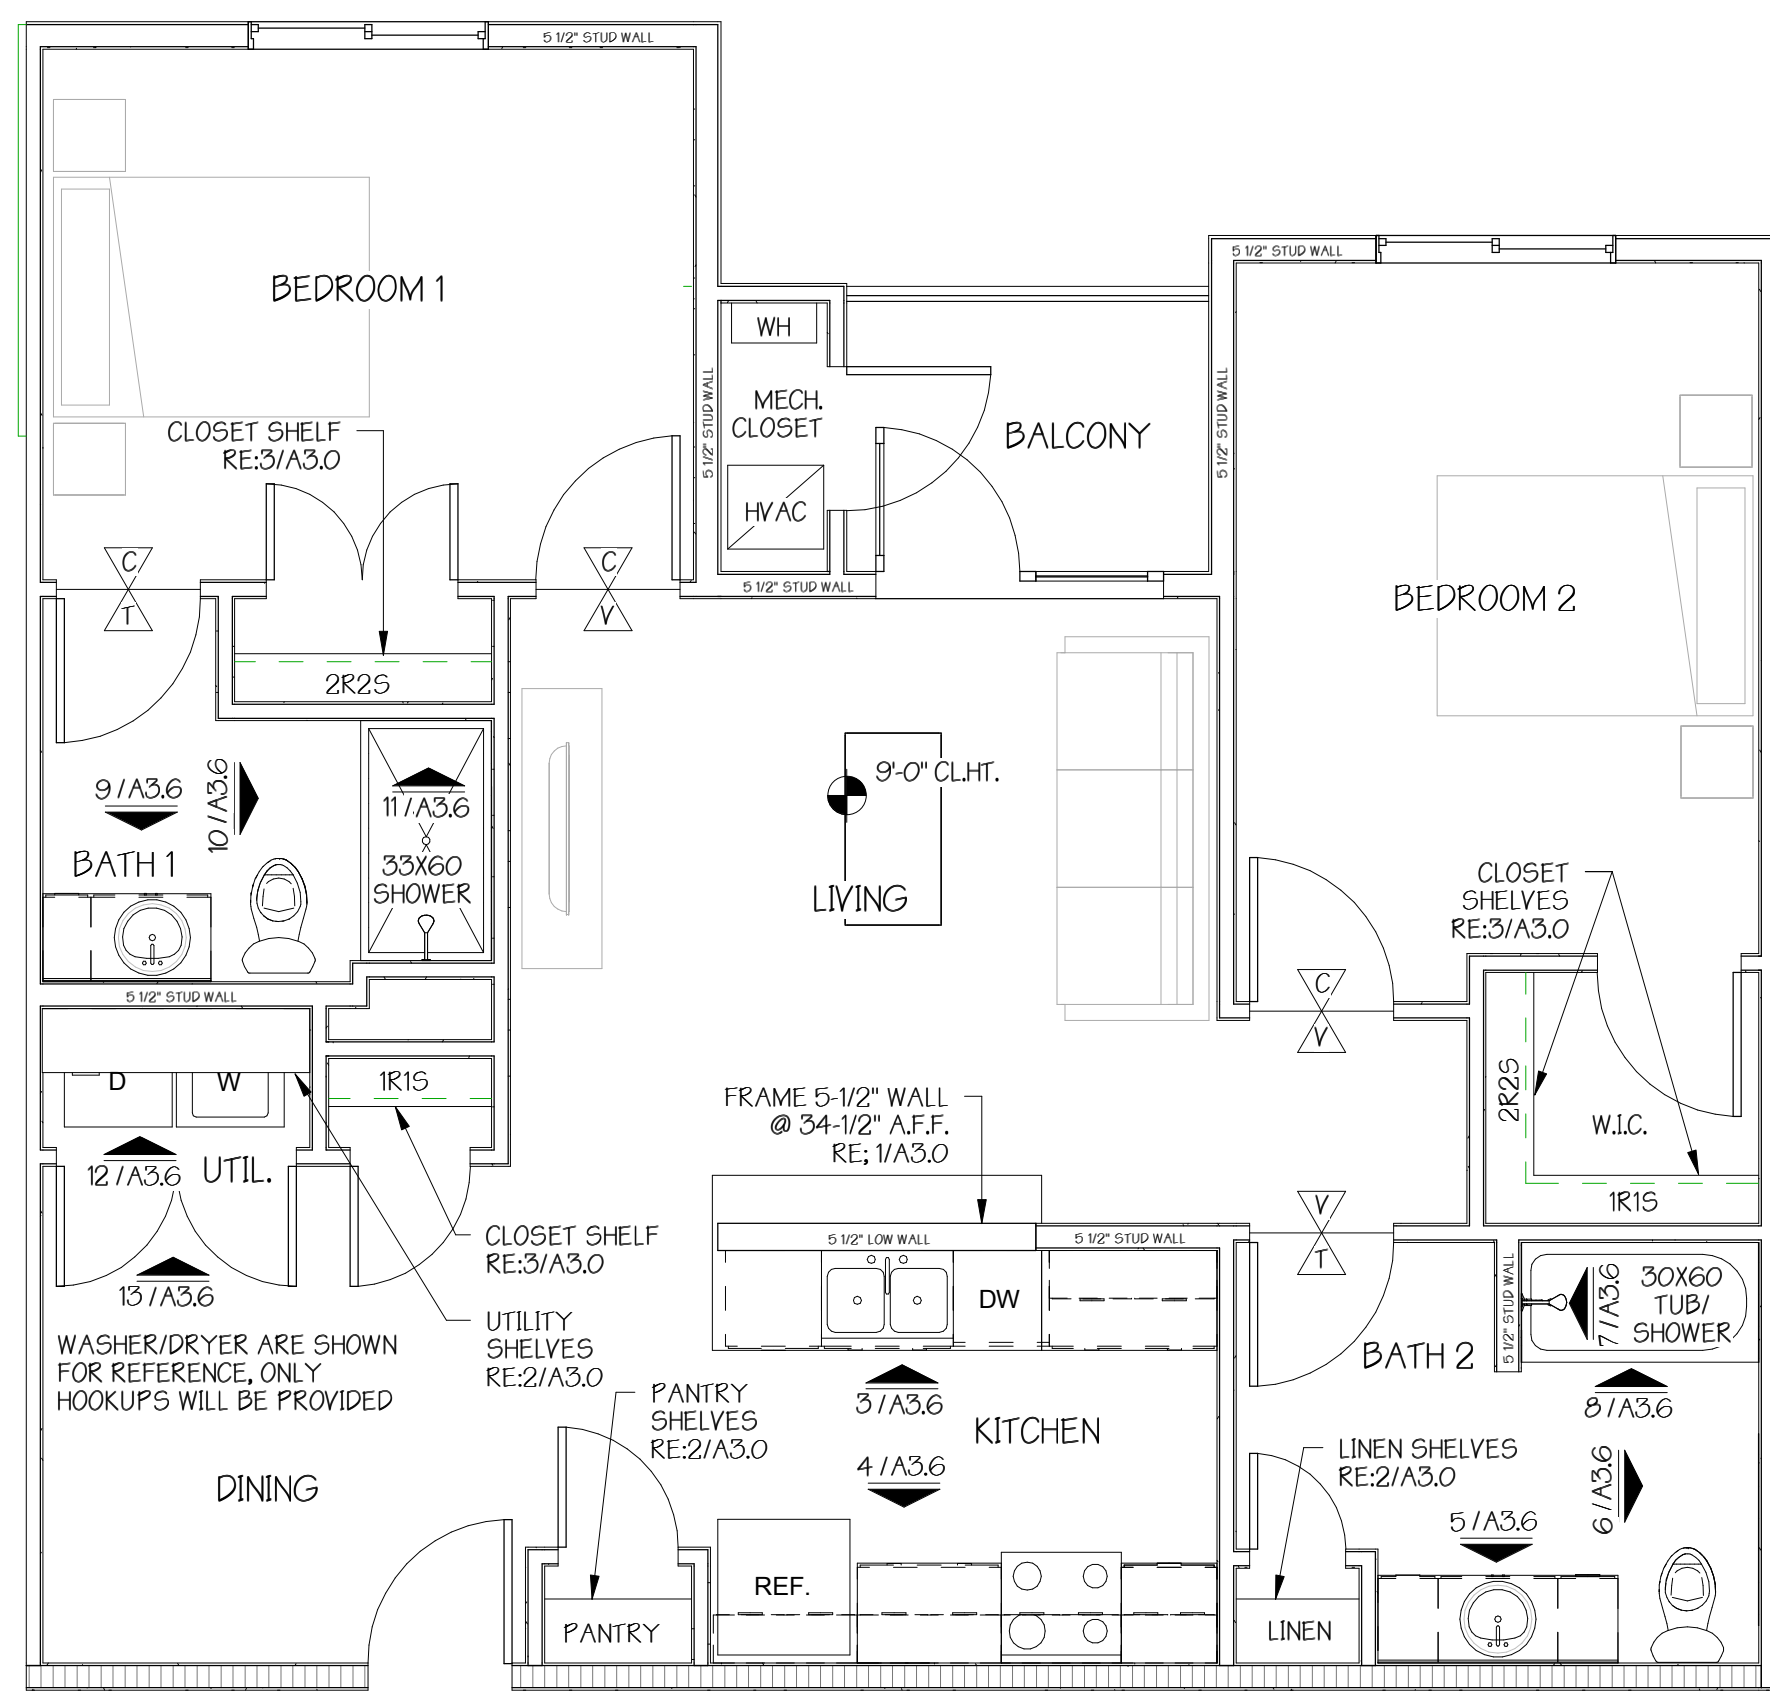 5 1/2" STUD WALL
BEDROOM 1
5 1/2" STUD WALL
WH
MECH.
CLOSET
5 1/2" STUD WALL
5 1/2" STUD WALL
BALCONY
CLOSET SHELF
RE:3/A3.0
HVAC
C
T
C
V
5 1/2" STUD WALL
BEDROOM 2
2R2S
9'-0" CL.HT.
9 / A3.6
10 / A3.6
11 / A3.6
BATH 1
33X60
SHOWER
LIVING
CLOSET
SHELVES
RE:3/A3.0
5 1/2" STUD WALL
C
V
D
W
1R1S
2R2S
FRAME 5-1/2" WALL
@ 34-1/2" A.F.F.
RE; 1/A3.0
W.I.C.
12 / A3.6
UTIL.
1R1S
V
T
CLOSET SHELF
RE:3/A3.0
5 1/2" LOW WALL
5 1/2" STUD WALL
13 / A3.6
DW
5 1/2" STUD WALL
7 / A3.6
30X60
TUB/
SHOWER
UTILITY
SHELVES
RE:2/A3.0
WASHER/DRYER ARE SHOWN
FOR REFERENCE, ONLY
HOOKUPS WILL BE PROVIDED
BATH 2
PANTRY
SHELVES
RE:2/A3.0
3 / A3.6
8 / A3.6
KITCHEN
4 / A3.6
LINEN SHELVES
RE:2/A3.0
DINING
6 / A3.6
5 / A3.6
REF.
PANTRY
LINEN